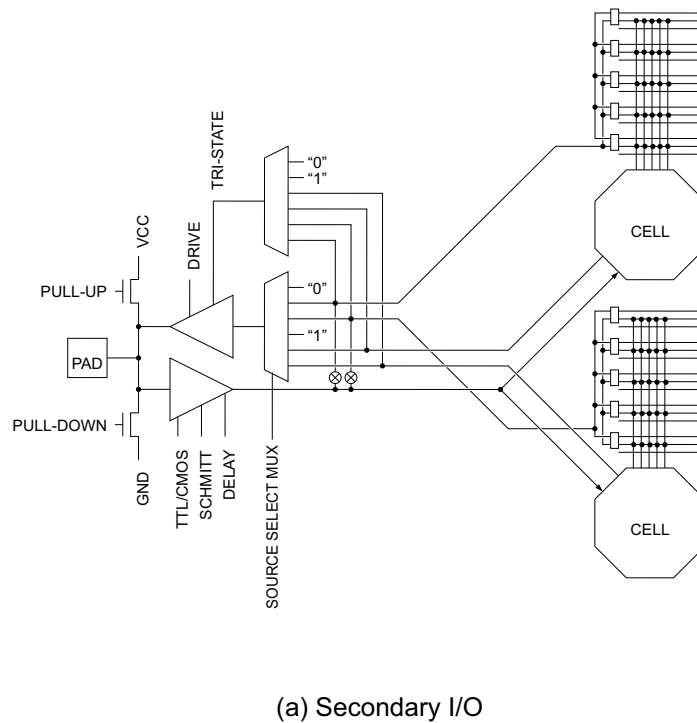 "0"
"1"
TRI-STATE
VCC
DRIVE
CELL
PULL-UP
"0"
"1"
PAD
PULL-DOWN
GND
TTL/CMOS
SCHMITT
DELAY
SOURCE SELECT MUX
CELL
(a) Secondary I/O